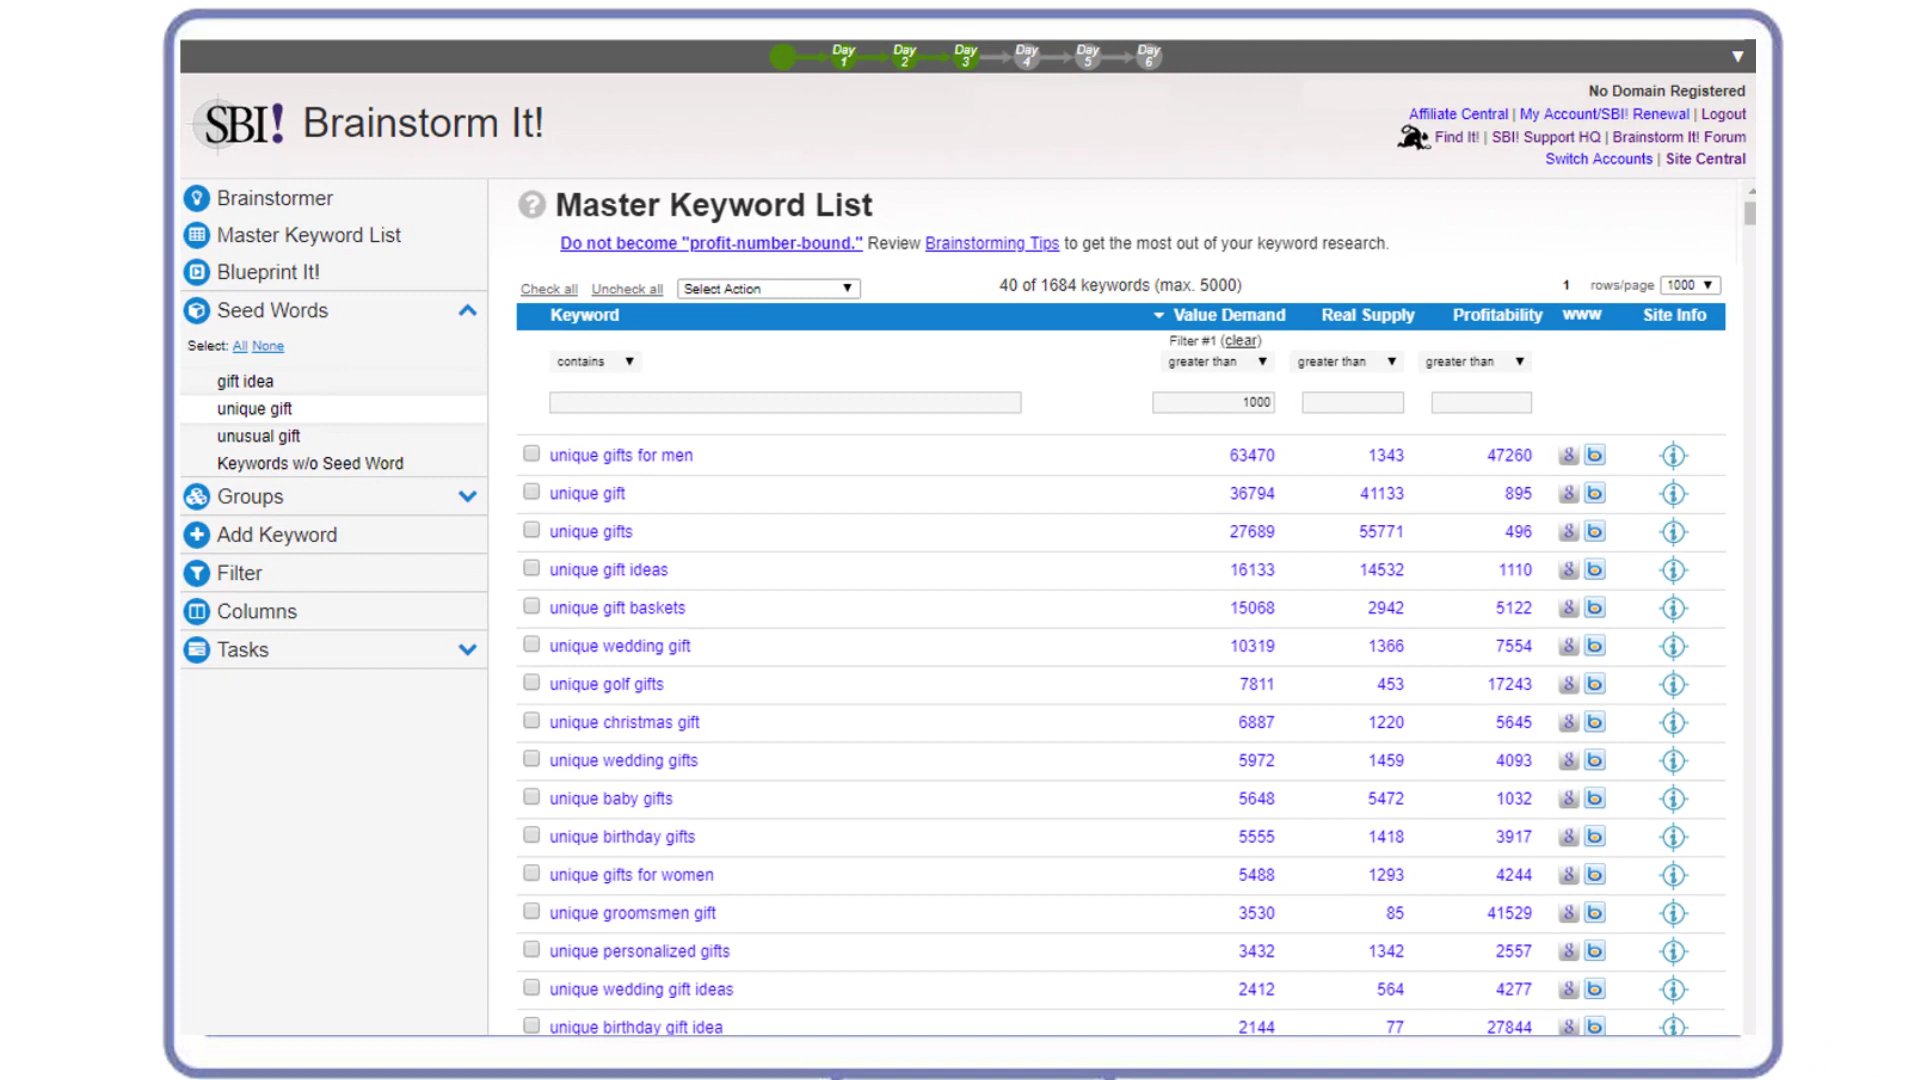 Day 1 Day 2 Day 3 Day 4 Day 5 Day 6
No Domain Registered
SBI! Brainstorm It!
Affiliate Central | My Account/SBI! Renewal | Logout
Find It! | SBI! Support HQ | Brainstorm It! Forum
Switch Accounts | Site Central
Brainstormer
Master Keyword List
Blueprint It!
Seed Words
Select: All None
gift idea
unique gift
unusual gift
Keywords w/o Seed Word
Groups
Add Keyword
Filter
Columns
Tasks
? Master Keyword List
Do not become "profit-number-bound." Review Brainstorming Tips to get the most out of your keyword research.
Check all Uncheck all Select Action 40 of 1684 keywords (max. 5000) 1 rows/page 1000
Keyword Value Demand Real Supply Profitability WWW Site Info
Filter #1 (clear)
contains greater than greater than greater than
1000
unique gifts for men 63470 1343 47260
unique gift 36794 41133 895
unique gifts 27689 55771 496
unique gift ideas 16133 14532 1110
unique gift baskets 15068 2942 5122
unique wedding gift 10319 1366 7554
unique golf gifts 7811 453 17243
unique christmas gift 6887 1220 5645
unique wedding gifts 5972 1459 4093
unique baby gifts 5648 5472 1032
unique birthday gifts 5555 1418 3917
unique gifts for women 5488 1293 4244
unique groomsmen gift 3530 85 41529
unique personalized gifts 3432 1342 2557
unique wedding gift ideas 2412 564 4277
unique birthday gift idea 2144 77 27844